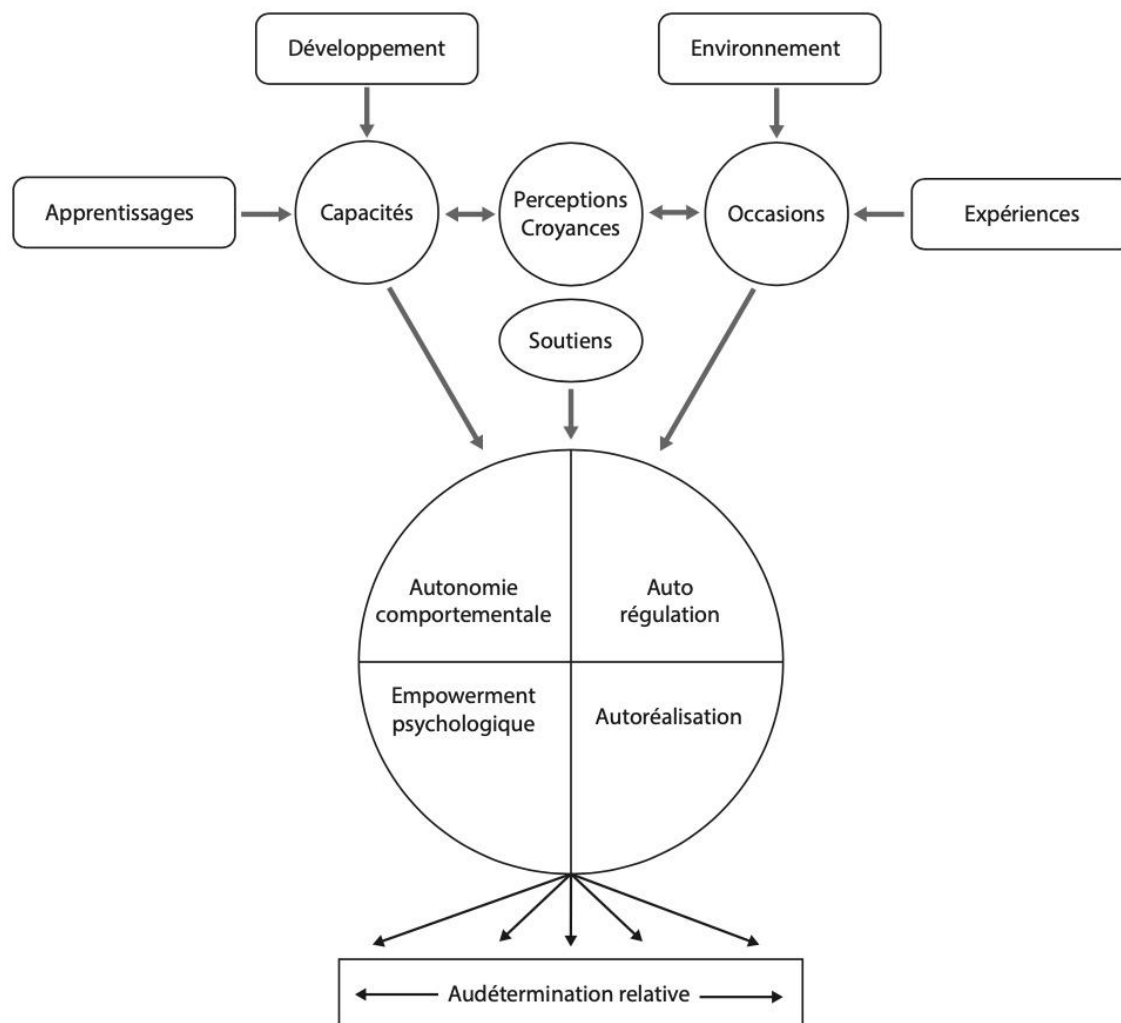 Développement
Environnement
Apprentissages
Capacités
Perceptions
Croyances
Occasions
Expériences
Soutiens
Autonomie
comportementale
Auto
régulation
Empowerment
psychologique
Autoréalisation
Audétermination relative